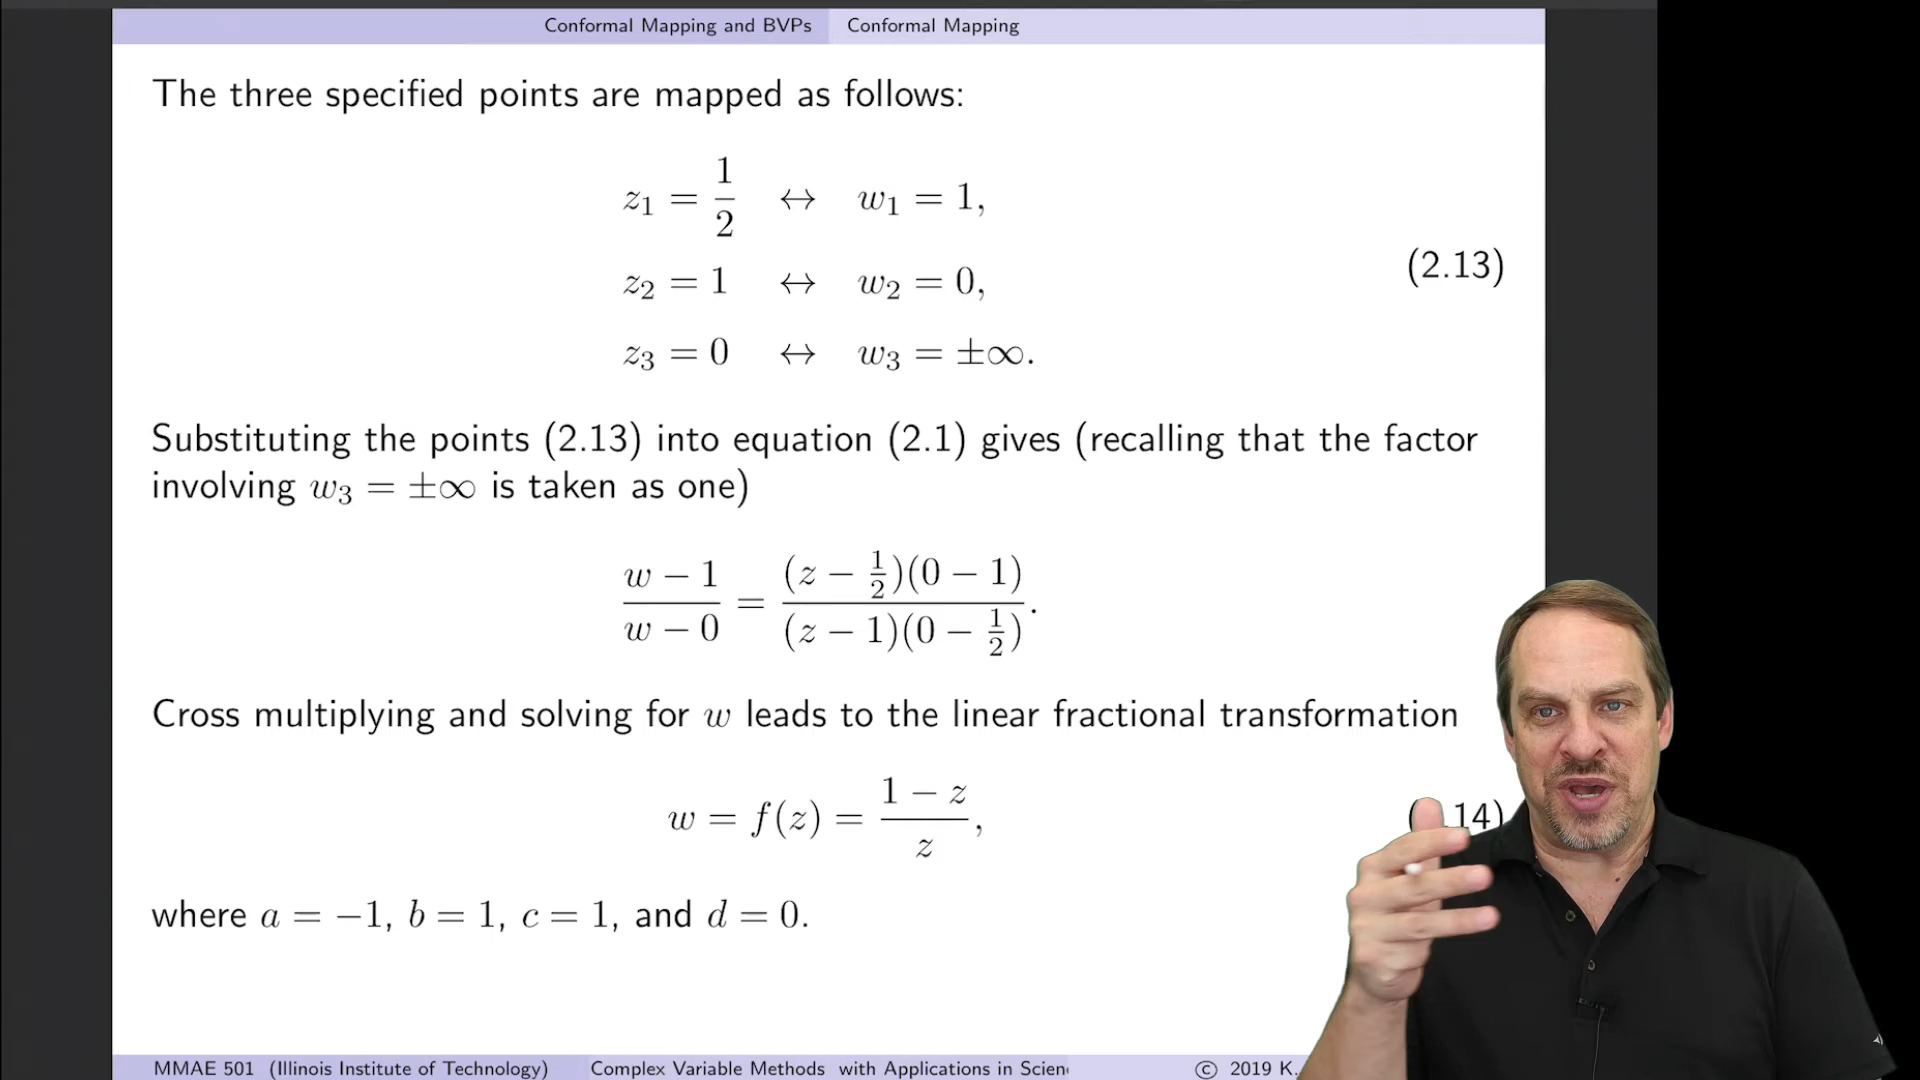 Conformal Mapping and BVPs Conformal Mapping
The three specified points are mapped as follows:
z₁ = 1/2 ↔ w₁ = 1,
z₂ = 1 ↔ w₂ = 0,
(2.13)
z₃ = 0 ↔ w₃ = ±∞.
Substituting the points (2.13) into equation (2.1) gives (recalling that the factor
involving w₃ = ±∞ is taken as one)
(w − 1)/(w − 0) = (z − 1/2)(0 − 1)/(z − 1)(0 − 1/2).
Cross multiplying and solving for w leads to the linear fractional transformation
w = f(z) = (1 − z)/z, .14)
where a = −1, b = 1, c = 1, and d = 0.
MMAE 501 (Illinois Institute of Technology) Complex Variable Methods with Applications in © 2019 K.